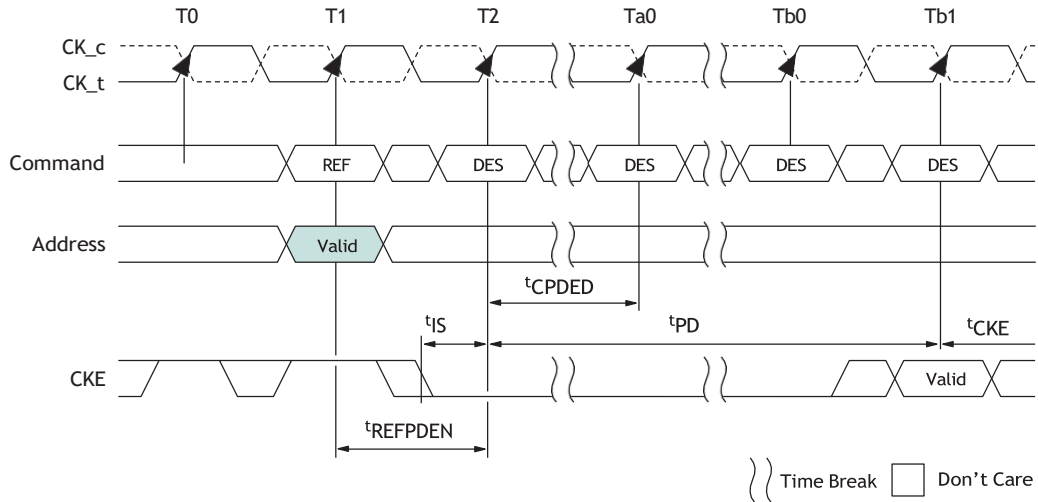 T0 T1 T2 Ta0 Tb0 Tb1
CK_c
CK_t
Command REF DES DES DES DES
Address Valid
tCPDED
tIS tPD tCKE
CKE Valid
tREFPDEN
Time Break Don't Care